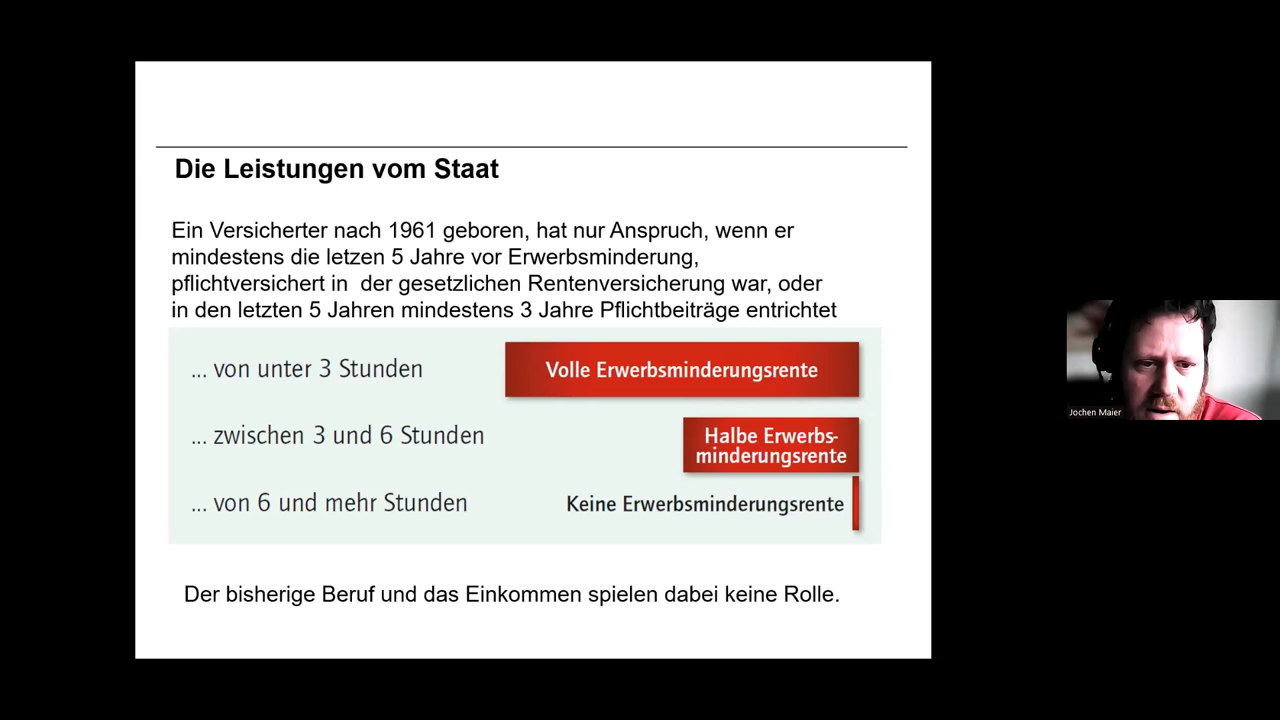 Die Leistungen vom Staat
Ein Versicherter nach 1961 geboren, hat nur Anspruch, wenn er
mindestens die letzen 5 Jahre vor Erwerbsminderung,
pflichtversichert in  der gesetzlichen Rentenversicherung war, oder
in den letzten 5 Jahren mindestens 3 Jahre Pflichtbeiträge entrichtet
... von unter 3 Stunden
Volle Erwerbsminderungsrente
... zwischen 3 und 6 Stunden
Halbe Erwerbs-
minderungsrente
... von 6 und mehr Stunden
Keine Erwerbsminderungsrente
Der bisherige Beruf und das Einkommen spielen dabei keine Rolle.
Jochen Maier